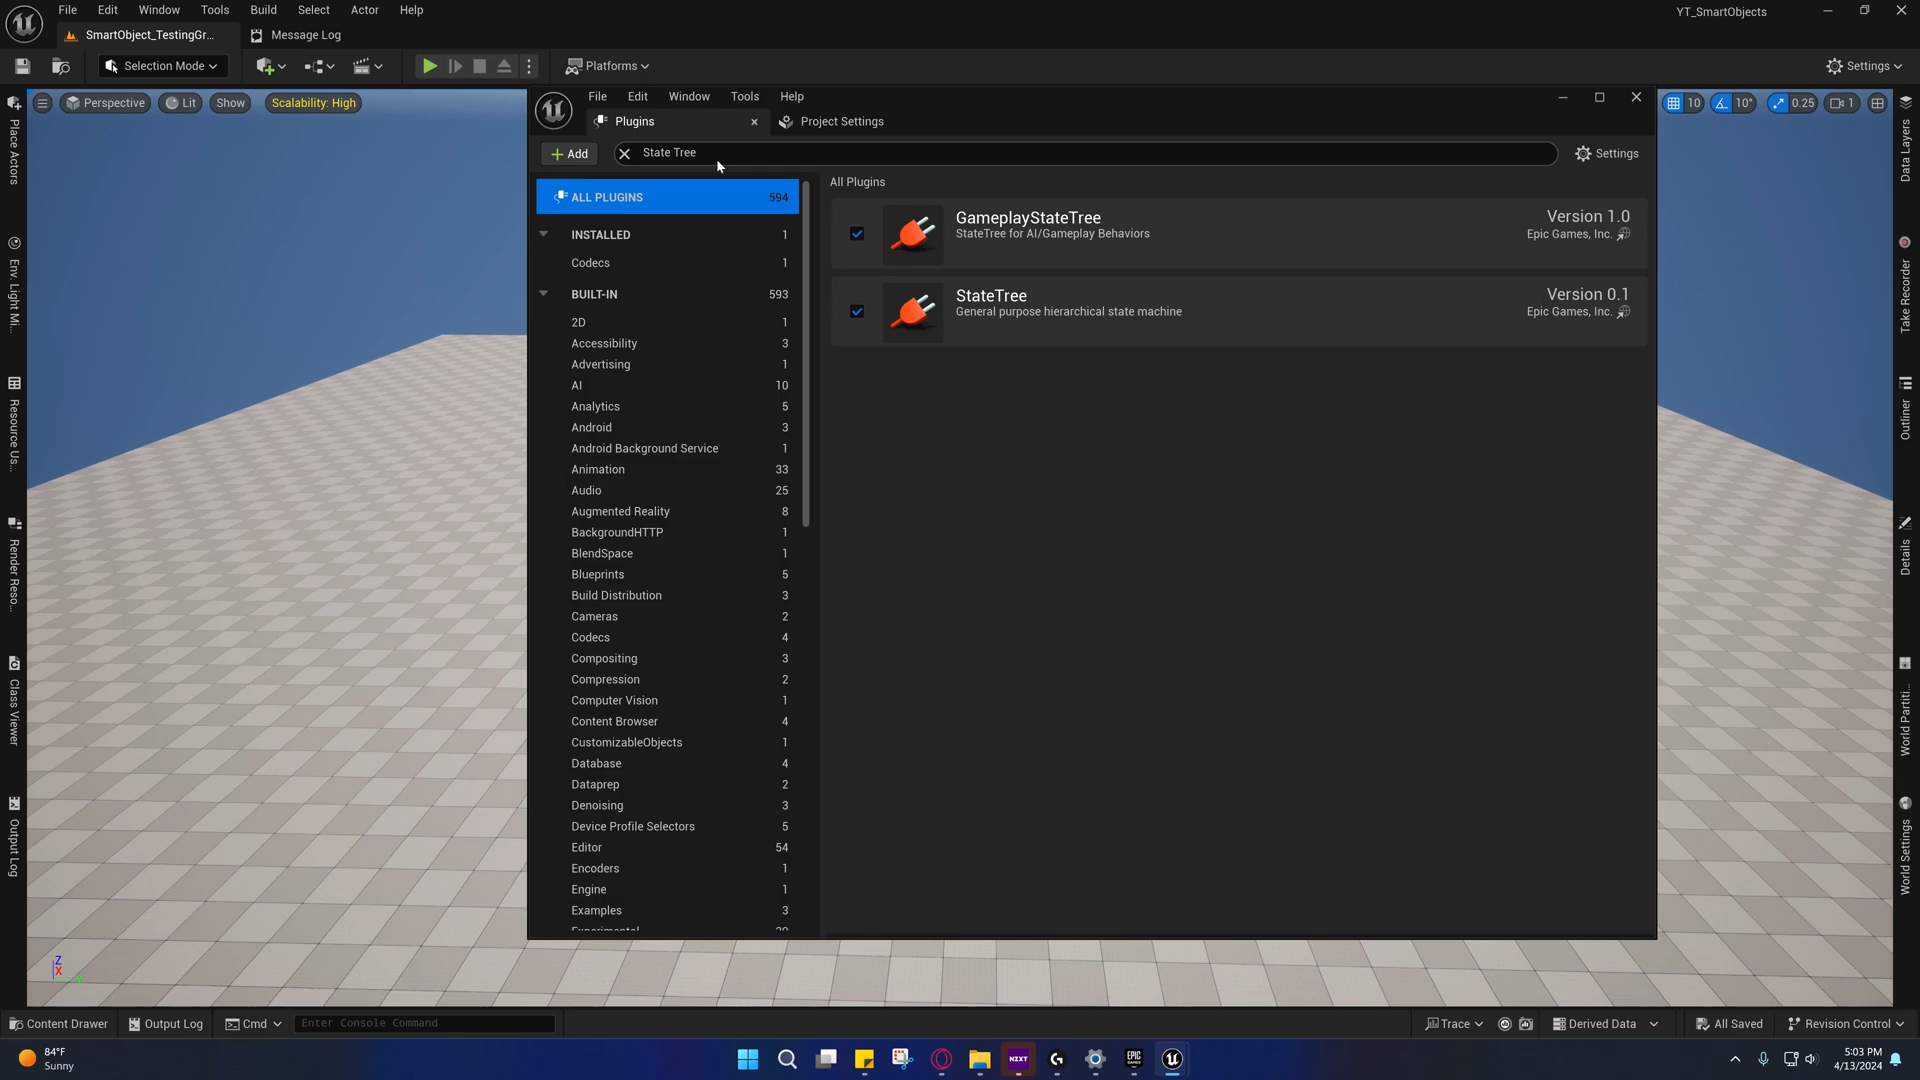 File Edit Window Tools Build Select Actor Help
YT_SmartObjects
SmartObject_TestingGr...
Message Log
Selection Mode
Platforms
Settings
Perspective
Lit
Show
Scalability: High
10
10°
0.25
1
Place Actors
Env. Light Mi...
Resource Us...
Render Reso...
Class Viewer
Output Log
File Edit Window Tools Help
Plugins
Project Settings
Add
State Tree
Settings
ALL PLUGINS 594
INSTALLED 1
Codecs 1
BUILT-IN 593
2D 1
Accessibility 3
Advertising 1
AI 10
Analytics 5
Android 3
Android Background Service 1
Animation 33
Audio 25
Augmented Reality 8
BackgroundHTTP 1
BlendSpace 1
Blueprints 5
Build Distribution 3
Cameras 2
Codecs 4
Compositing 3
Compression 2
Computer Vision 1
Content Browser 4
CustomizableObjects 1
Database 4
Dataprep 2
Denoising 3
Device Profile Selectors 5
Editor 54
Encoders 1
Engine 1
Examples 3
All Plugins
GameplayStateTree
StateTree for AI/Gameplay Behaviors
Version 1.0
Epic Games, Inc.
StateTree
General purpose hierarchical state machine
Version 0.1
Epic Games, Inc.
Data Layers
Take Recorder
Outliner
Details
World Partiti...
World Settings
Z
X
Content Drawer
Output Log
Cmd
Enter Console Command
Trace
Derived Data
All Saved
Revision Control
84°F
Sunny
NZXT
EPIC
GAMES
5:03 PM
4/13/2024